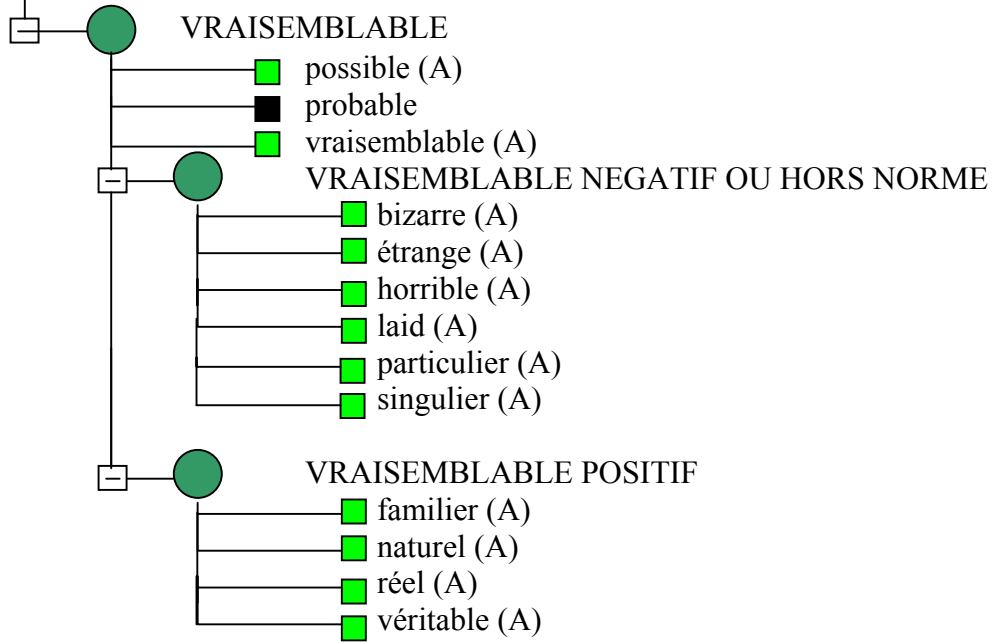 VRAISEMBLABLE
possible (A)
probable
vraisemblable (A)
VRAISEMBLABLE NEGATIF OU HORS NORME
bizarre (A)
étrange (A)
horrible (A)
laid (A)
particulier (A)
singulier (A)
VRAISEMBLABLE POSITIF
familier (A)
naturel (A)
réel (A)
véritable (A)